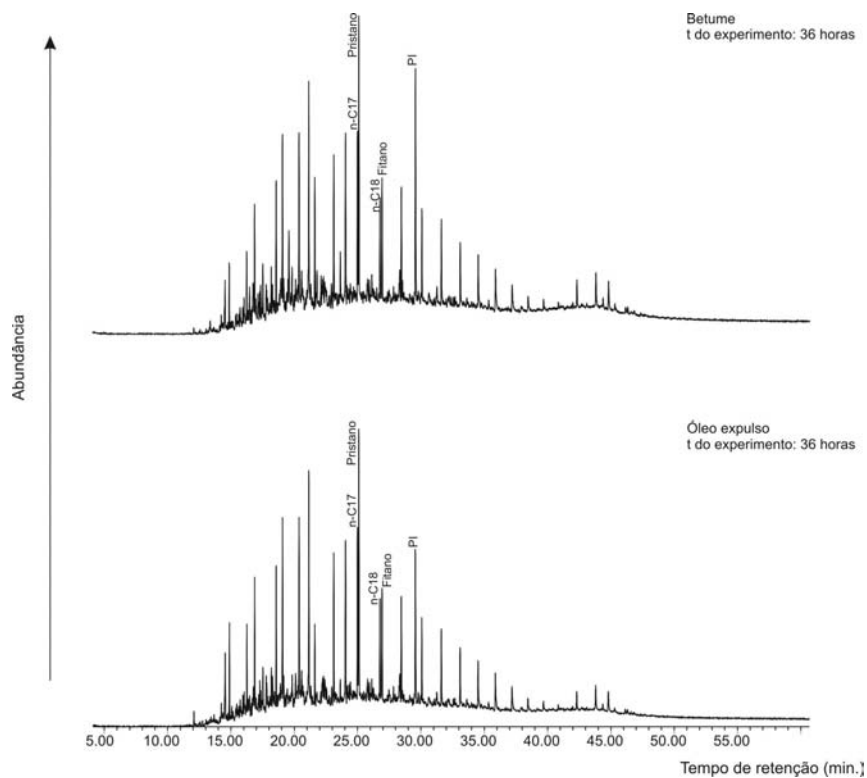 Betume
t do experimento: 36 horas
Pristano
n-C17
PI
Fitano
n-C18
Abundância
Óleo expulso
t do experimento: 36 horas
Pristano
n-C17
PI
Fitano
n-C18
5.00 10.00 15.00 20.00 25.00 30.00 35.00 40.00 45.00 50.00 55.00
Tempo de retenção (min.)